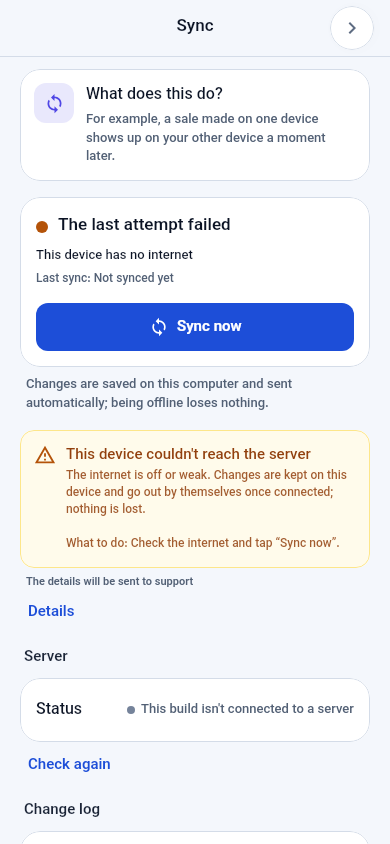 Sync
What does this do?
For example, a sale made on one device
shows up on your other device a moment
later.
The last attempt failed
This device has no internet
Last sync: Not synced yet
Sync now
Changes are saved on this computer and sent
automatically; being offline loses nothing.
This device couldn't reach the server
The internet is off or weak. Changes are kept on this
device and go out by themselves once connected;
nothing is lost.
What to do: Check the internet and tap “Sync now”.
The details will be sent to support
Details
Server
Status
This build isn't connected to a server
Check again
Change log